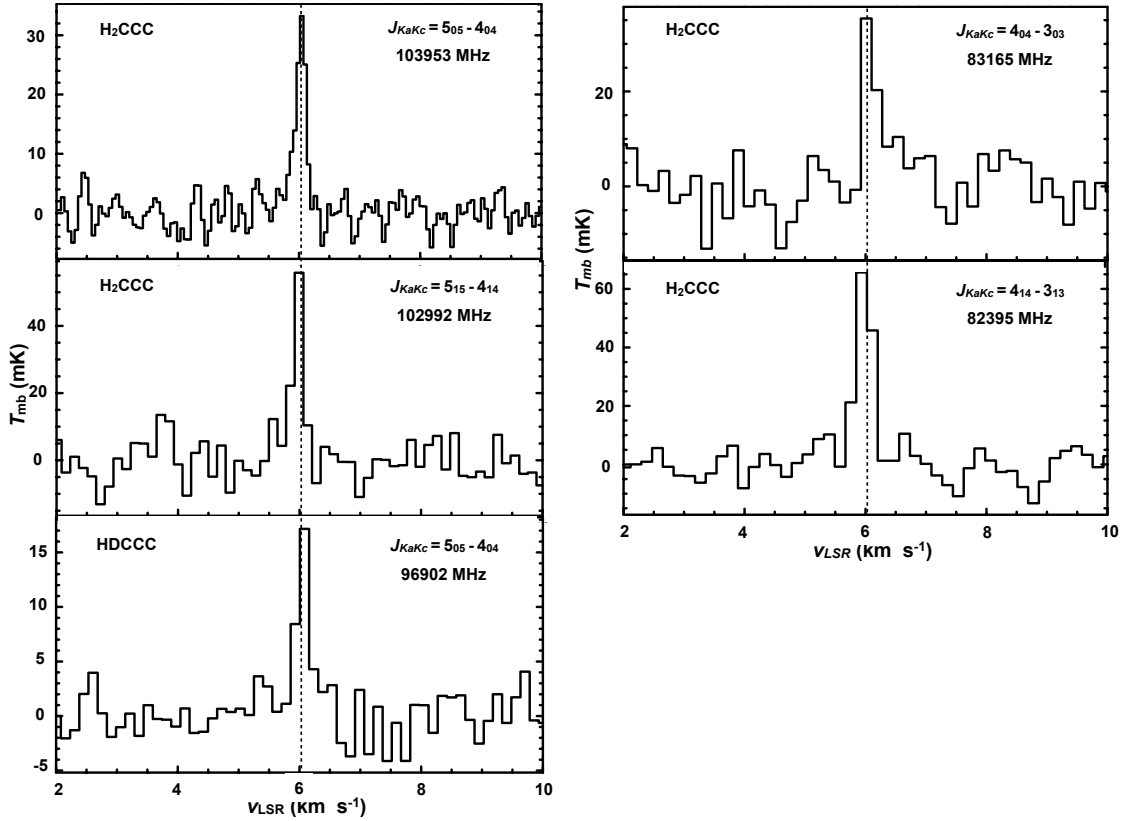 H2CCC
JKaKc = 505 - 404
103953 MHz
30
20
10
0
H2CCC
JKaKc = 515 - 414
102992 MHz
40
20
0
Tmb (mK)
HDCCC
JKaKc = 505 - 404
96902 MHz
15
10
5
0
-5
2 4 6 8 10
vLSR (km s-1)
H2CCC
JKaKc = 404 - 303
83165 MHz
20
0
Tmb (mK)
H2CCC
JKaKc = 414 - 313
82395 MHz
60
40
20
0
2 4 6 8 10
vLSR (km s-1)